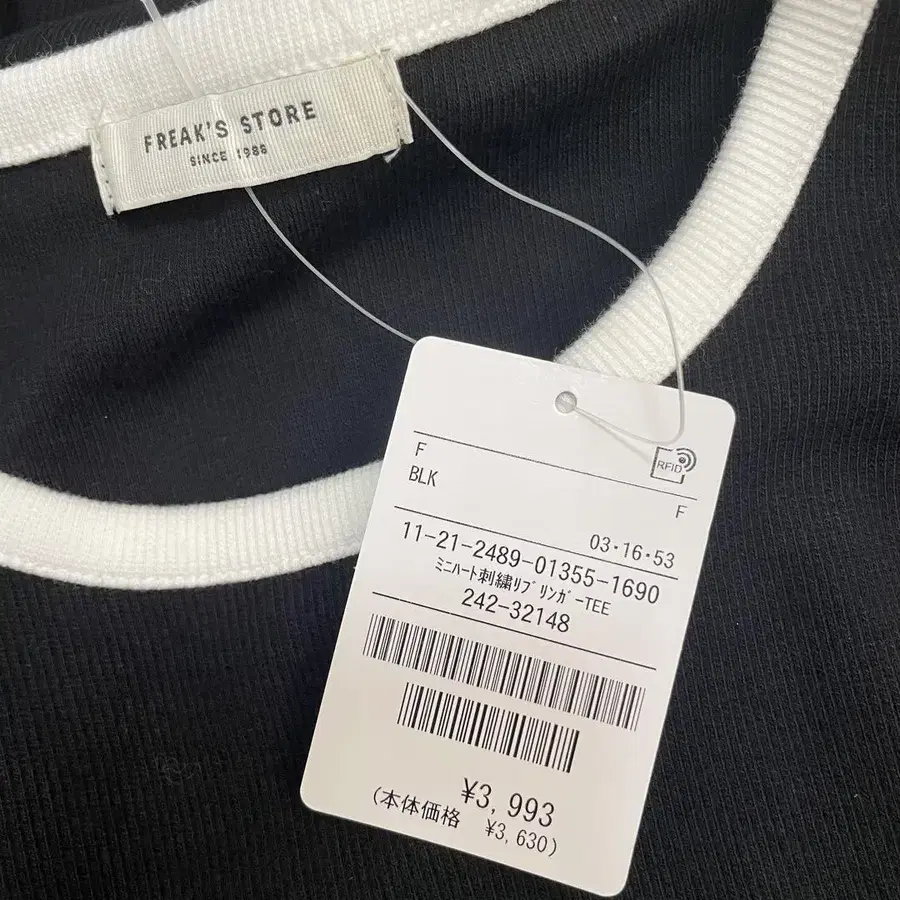 FREAK'S STORE
SINCE 1988
RFID
F
BLK
F
03・16・53
11-21-2489-01355-1690
ﾐﾆﾊｰﾄ刺繍ﾘﾌﾞﾘﾝｶﾞｰTEE
242-32148
¥3,993
(本体価格 ¥3,630)